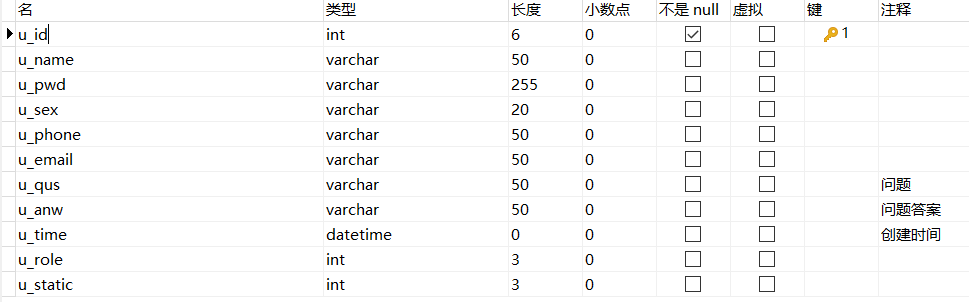 名 类型 长度 小数点 不是 null 虚拟 键 注释
u_id int 6 0 1
u_name varchar 50 0
u_pwd varchar 255 0
u_sex varchar 20 0
u_phone varchar 50 0
u_email varchar 50 0
u_qus varchar 50 0 问题
u_anw varchar 50 0 问题答案
u_time datetime 0 0 创建时间
u_role int 3 0
u_static int 3 0